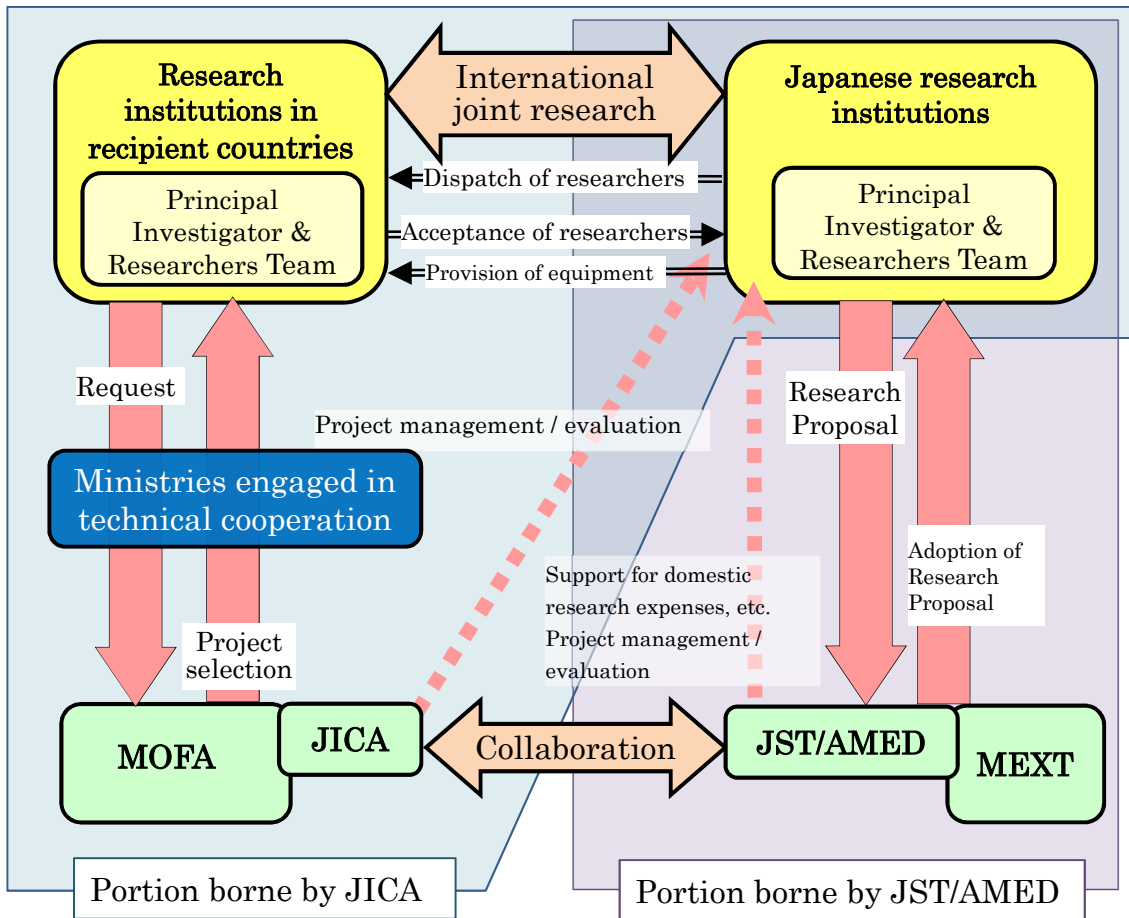 Research
institutions in
recipient countries
Principal
Investigator &
Researchers Team
International
joint research
Japanese research
institutions
Principal
Investigator &
Researchers Team
Dispatch of researchers
Acceptance of researchers
Provision of equipment
Request
Project management / evaluation
Research
Proposal
Ministries engaged in
technical cooperation
Adoption of
Research
Proposal
Support for domestic
research expenses, etc.
Project management /
evaluation
Project
selection
MOFA
JICA
Collaboration
JST/AMED
MEXT
Portion borne by JICA
Portion borne by JST/AMED